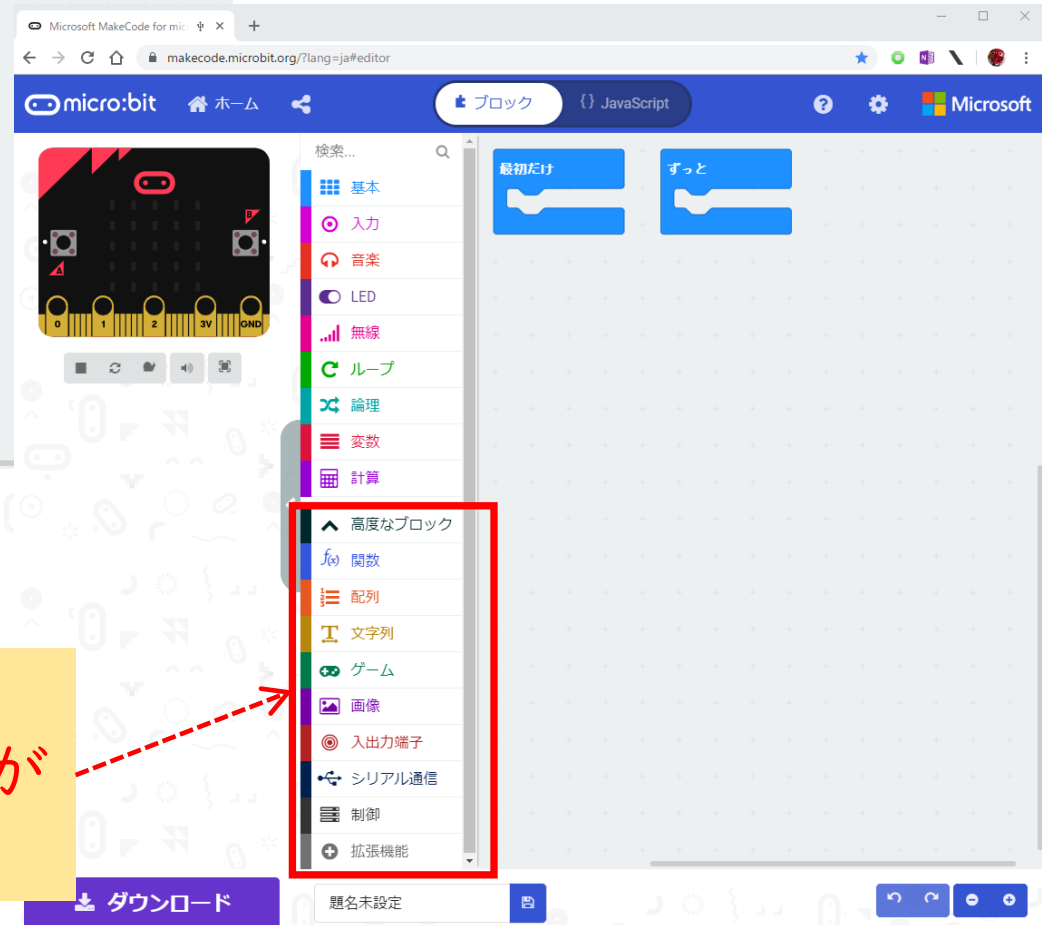 Microsoft MakeCode for mic
makecode.microbit.org/?lang=ja#editor
micro:bit
ホーム
ブロック
{} JavaScript
Microsoft
検索...
基本
入力
音楽
LED
無線
ループ
論理
変数
計算
高度なブロック
f(x) 関数
配列
文字列
ゲーム
画像
入出力端子
シリアル通信
制御
拡張機能
最初だけ
ずっと
A
B
0 1 2 3V GND
が
ダウンロード
題名未設定